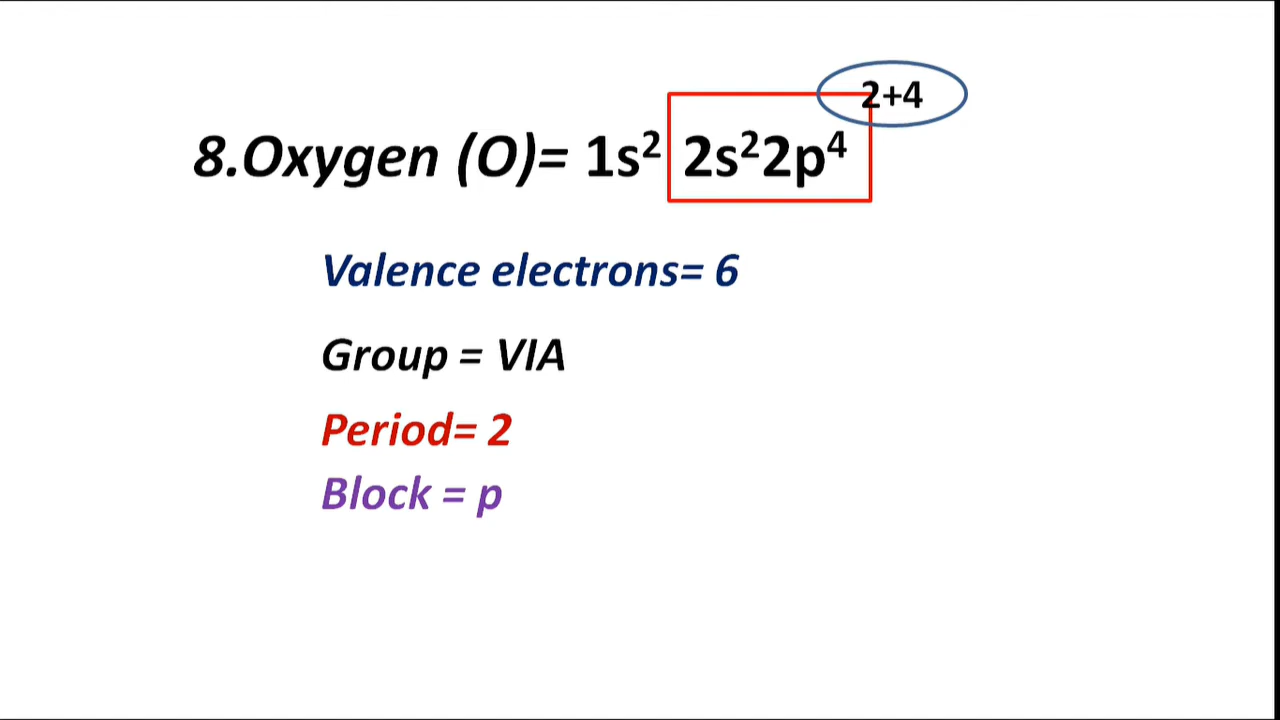 2+4
8.Oxygen (O)= 1s² 2s²2p⁴
Valence electrons= 6
Group = VIA
Period= 2
Block = p